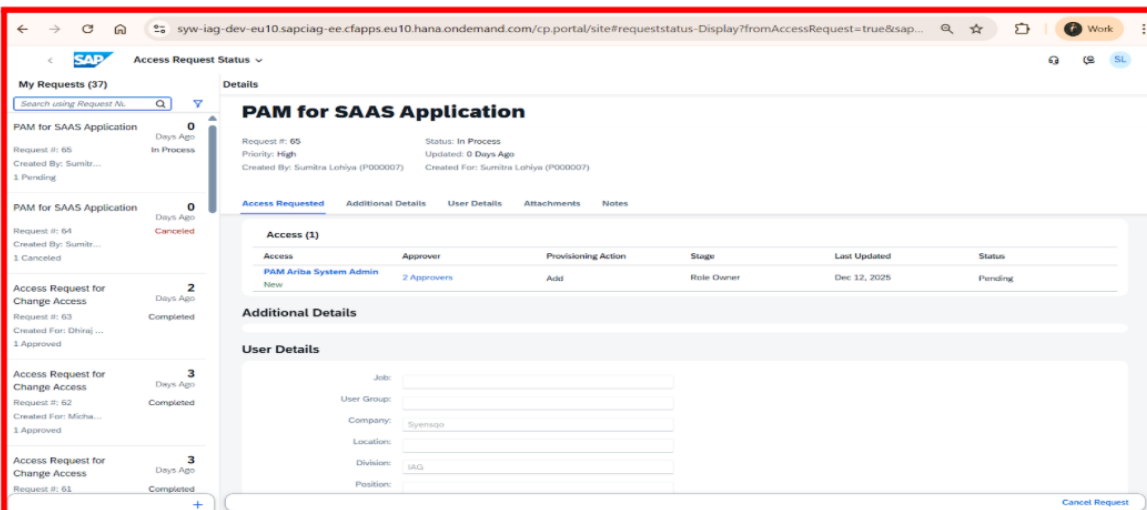 syw-iag-dev-eu10.sapciag-ee.cfapps.eu10.hana.ondemand.com/cp.portal/site#requeststatus-Display?fromAccessRequest=true&sap... Work
SAP Access Request Status SL
My Requests (37)
Search using Request Nu
PAM for SAAS Application 0
Days Ago
Request #: 65 In Process
Created By: Sumitr...
1 Pending
PAM for SAAS Application 0
Days Ago
Request #: 64 Canceled
Created By: Sumitr...
1 Canceled
Access Request for 2
Change Access Days Ago
Request #: 63 Completed
Created For: Dhiraj ...
1 Approved
Access Request for 3
Change Access Days Ago
Request #: 62 Completed
Created For: Micha...
1 Approved
Access Request for 3
Change Access Days Ago
Request #: 61 Completed
Details
PAM for SAAS Application
Request #: 65 Status: In Process
Priority: High Updated: 0 Days Ago
Created By: Sumitra Lohiya (P000007) Created For: Sumitra Lohiya (P000007)
Access Requested Additional Details User Details Attachments Notes
Access (1)
Access Approver Provisioning Action Stage Last Updated Status
PAM Ariba System Admin 2 Approvers Add Role Owner Dec 12, 2025 Pending
New
Additional Details
User Details
Job:
User Group:
Company: Syensqo
Location:
Division: IAG
Position:
Cancel Request